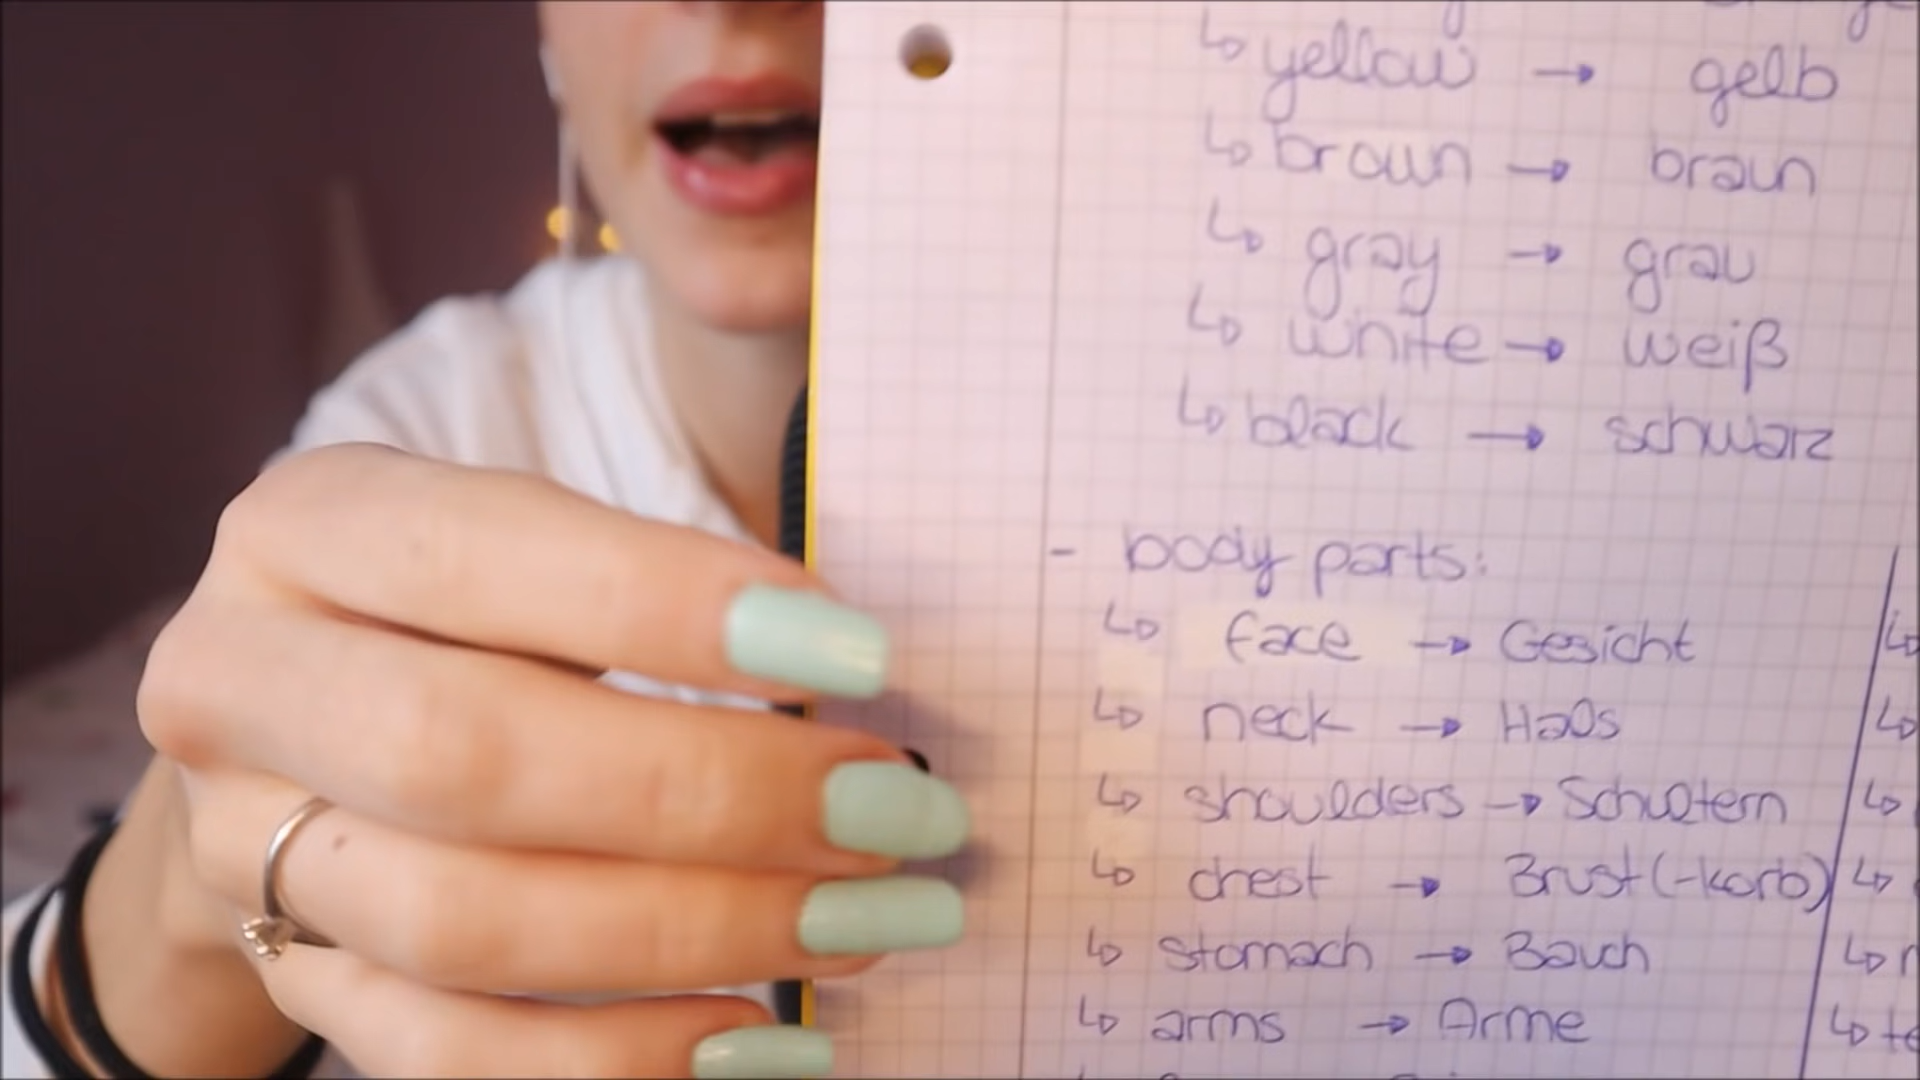 ↳ yellow → gelb
↳ brown → braun
↳ gray → grau
↳ white → weiß
↳ black → schwarz
- body parts:
↳ face → Gesicht
↳ neck → Hals
↳ shoulders → Schultern
↳ chest → Brust(-korb)
↳ stomach → Bauch
↳ arms → Arme